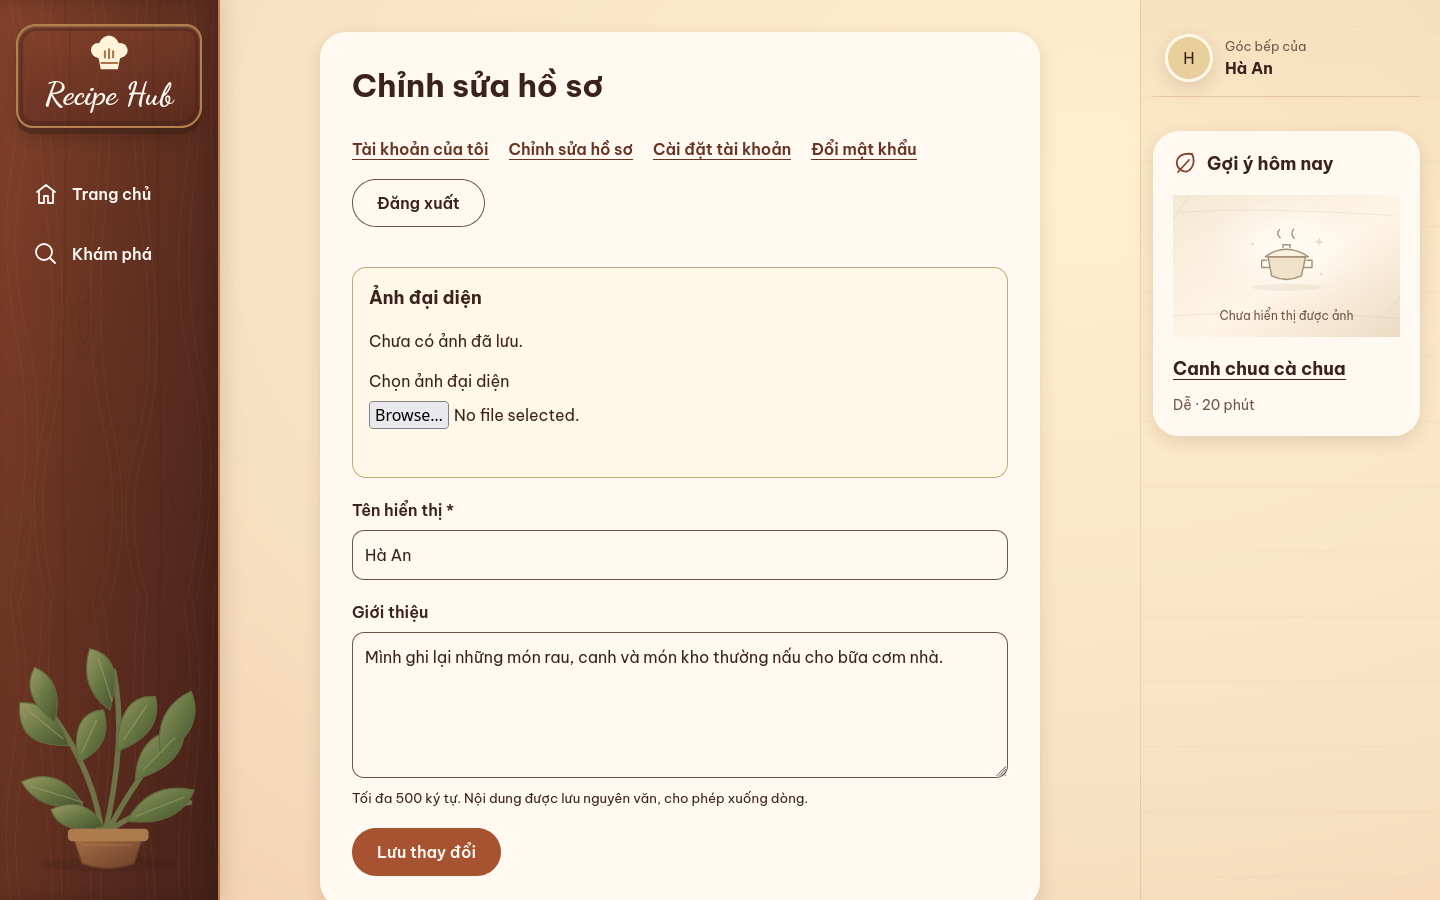 Recipe Hub
Trang chủ
Khám phá
Chỉnh sửa hồ sơ
Tài khoản của tôi
Chỉnh sửa hồ sơ
Cài đặt tài khoản
Đổi mật khẩu
Đăng xuất
Ảnh đại diện
Chưa có ảnh đã lưu.
Chọn ảnh đại diện
Browse... No file selected.
Tên hiển thị *
Hà An
Giới thiệu
Mình ghi lại những món rau, canh và món kho thường nấu cho bữa cơm nhà.
Tối đa 500 ký tự. Nội dung được lưu nguyên văn, cho phép xuống dòng.
Lưu thay đổi
H
Góc bếp của
Hà An
Gợi ý hôm nay
Chưa hiển thị được ảnh
Canh chua cà chua
Dễ · 20 phút